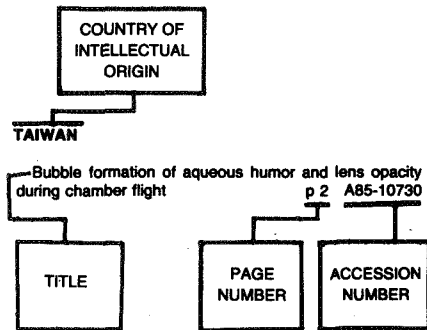 COUNTRY OF
INTELLECTUAL
ORIGIN
TAIWAN
Bubble formation of aqueous humor and lens opacity
during chamber flight p 2 A85-10730
TITLE
PAGE
NUMBER
ACCESSION
NUMBER